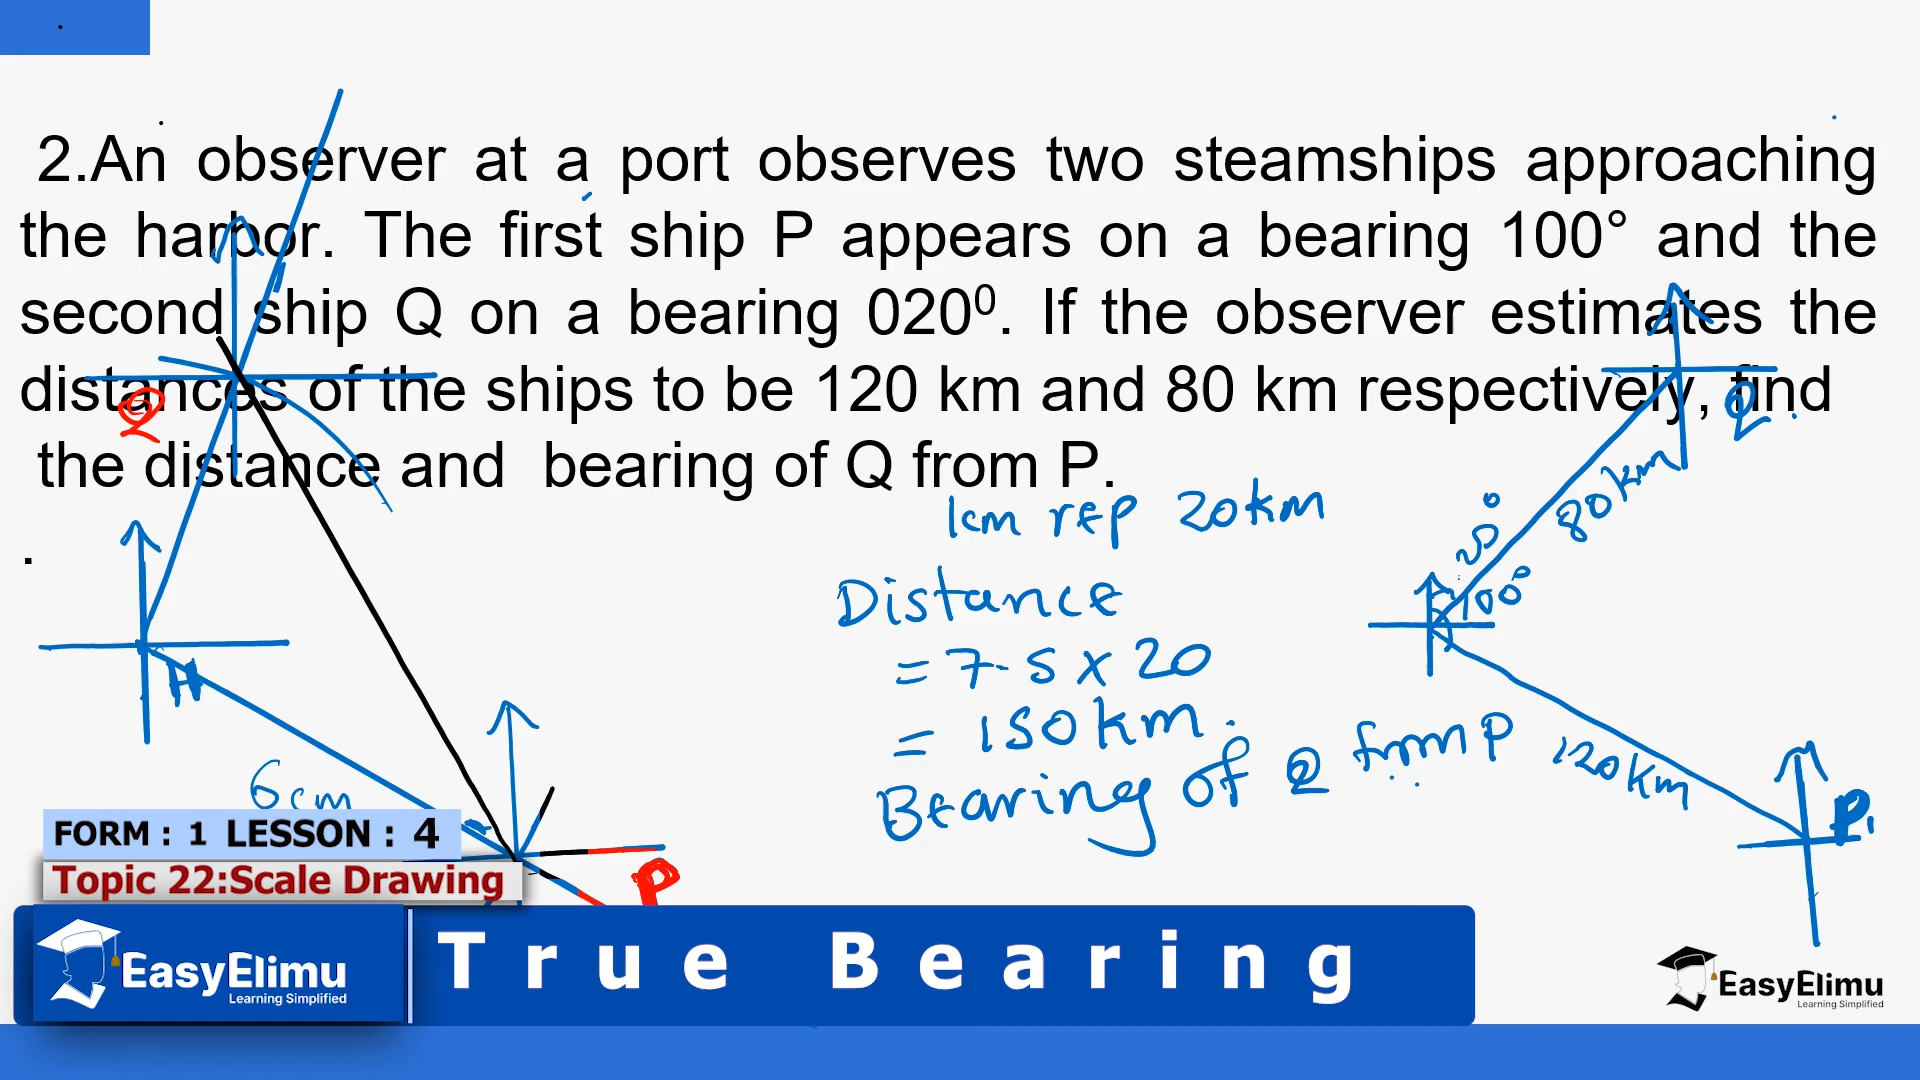 2.An observer at a port observes two steamships approaching
the harbor. The first ship P appears on a bearing 100° and the
second ship Q on a bearing 020⁰. If the observer estimates the
distances of the ships to be 120 km and 80 km respectively, find
the distance and bearing of Q from P.
.
1cm rep 20km
Distance
= 7.5 x 20
= 150km.
Bearing of Q from P
Q
H
6cm
P
Q
80km
20°
100°
120km
P
FORM : 1 LESSON : 4
Topic 22:Scale Drawing
EasyElimu
Learning Simplified
True Bearing
EasyElimu
Learning Simplified